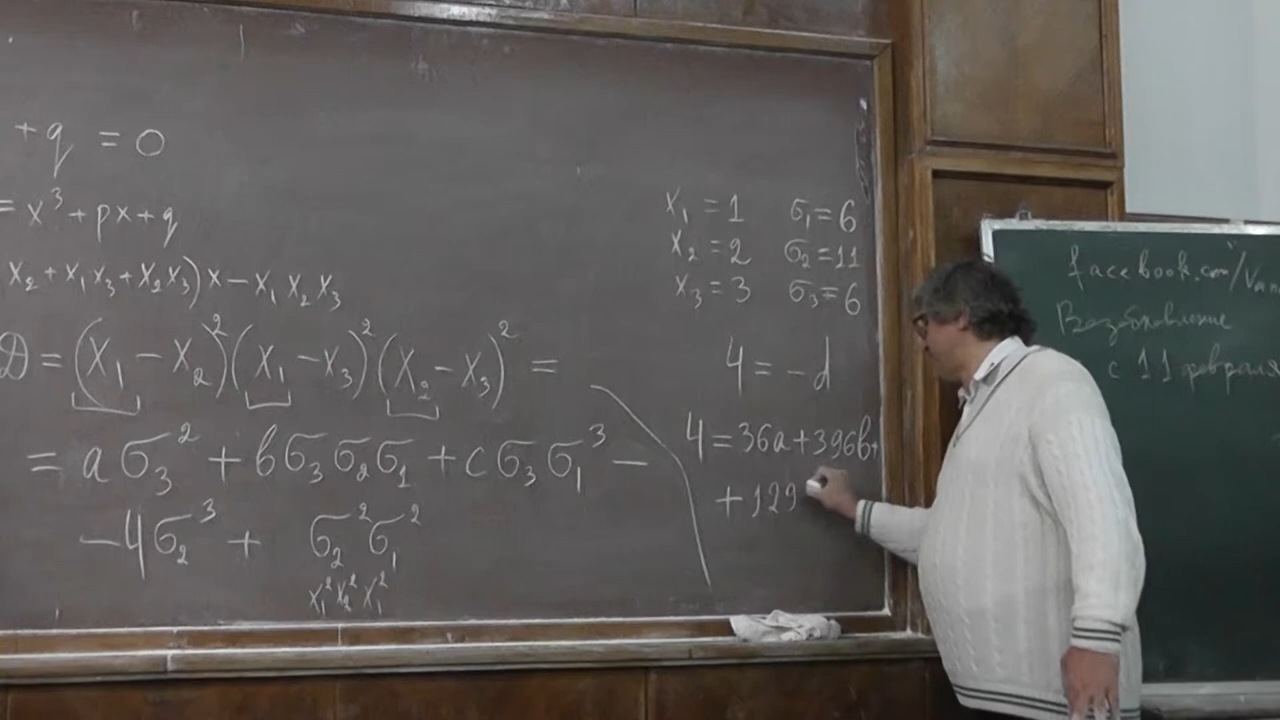 + q = 0
= x³ + px + q
x₂ + x₁x₃ + x₂x₃)x − x₁x₂x₃
D = (x₁ − x₂)²(x₁ − x₃)²(x₂ − x₃)² =
= aσ₃² + bσ₃σ₂σ₁ + cσ₃σ₁³ −
− 4σ₂³ + σ₂²σ₁²
x₁²x₂²x₁²
x₁ = 1 σ₁ = 6
x₂ = 2 σ₂ = 11
x₃ = 3 σ₃ = 6
4 = −d
4 = 36a + 396b +
+ 129
facebook.com/Van
Возобновление
с 11 февраля